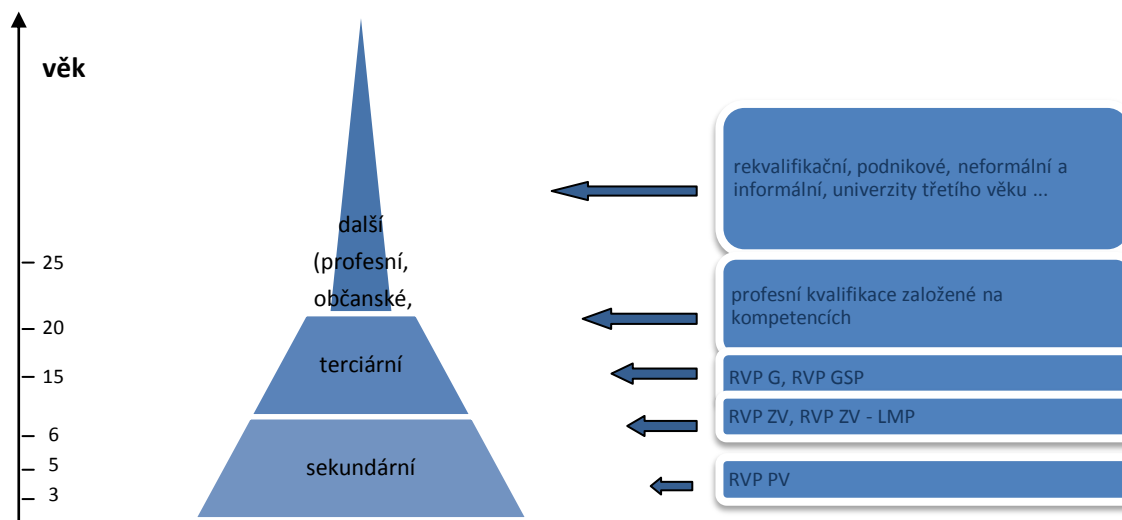 věk
25
20
15
6
5
3
další
(profesní,
občanské,
terciární
sekundární
rekvalifikační, podnikové, neformální a
informální, univerzity třetího věku ...
profesní kvalifikace založené na
kompetencích
RVP G, RVP GSP
RVP ZV, RVP ZV - LMP
RVP PV